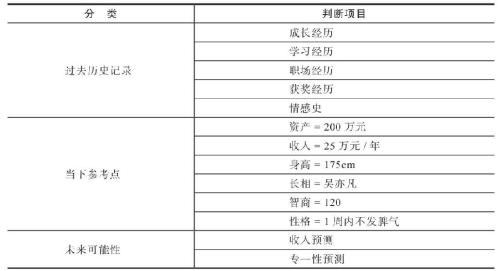 分 类 判断项目
过去历史记录
成长经历
学习经历
职场经历
获奖经历
情感史
当下参考点
资产 = 200 万元
收入 = 25 万元 / 年
身高 = 175cm
长相 = 吴亦凡
智商 = 120
性格 = 1 周内不发脾气
未来可能性
收入预测
专一性预测